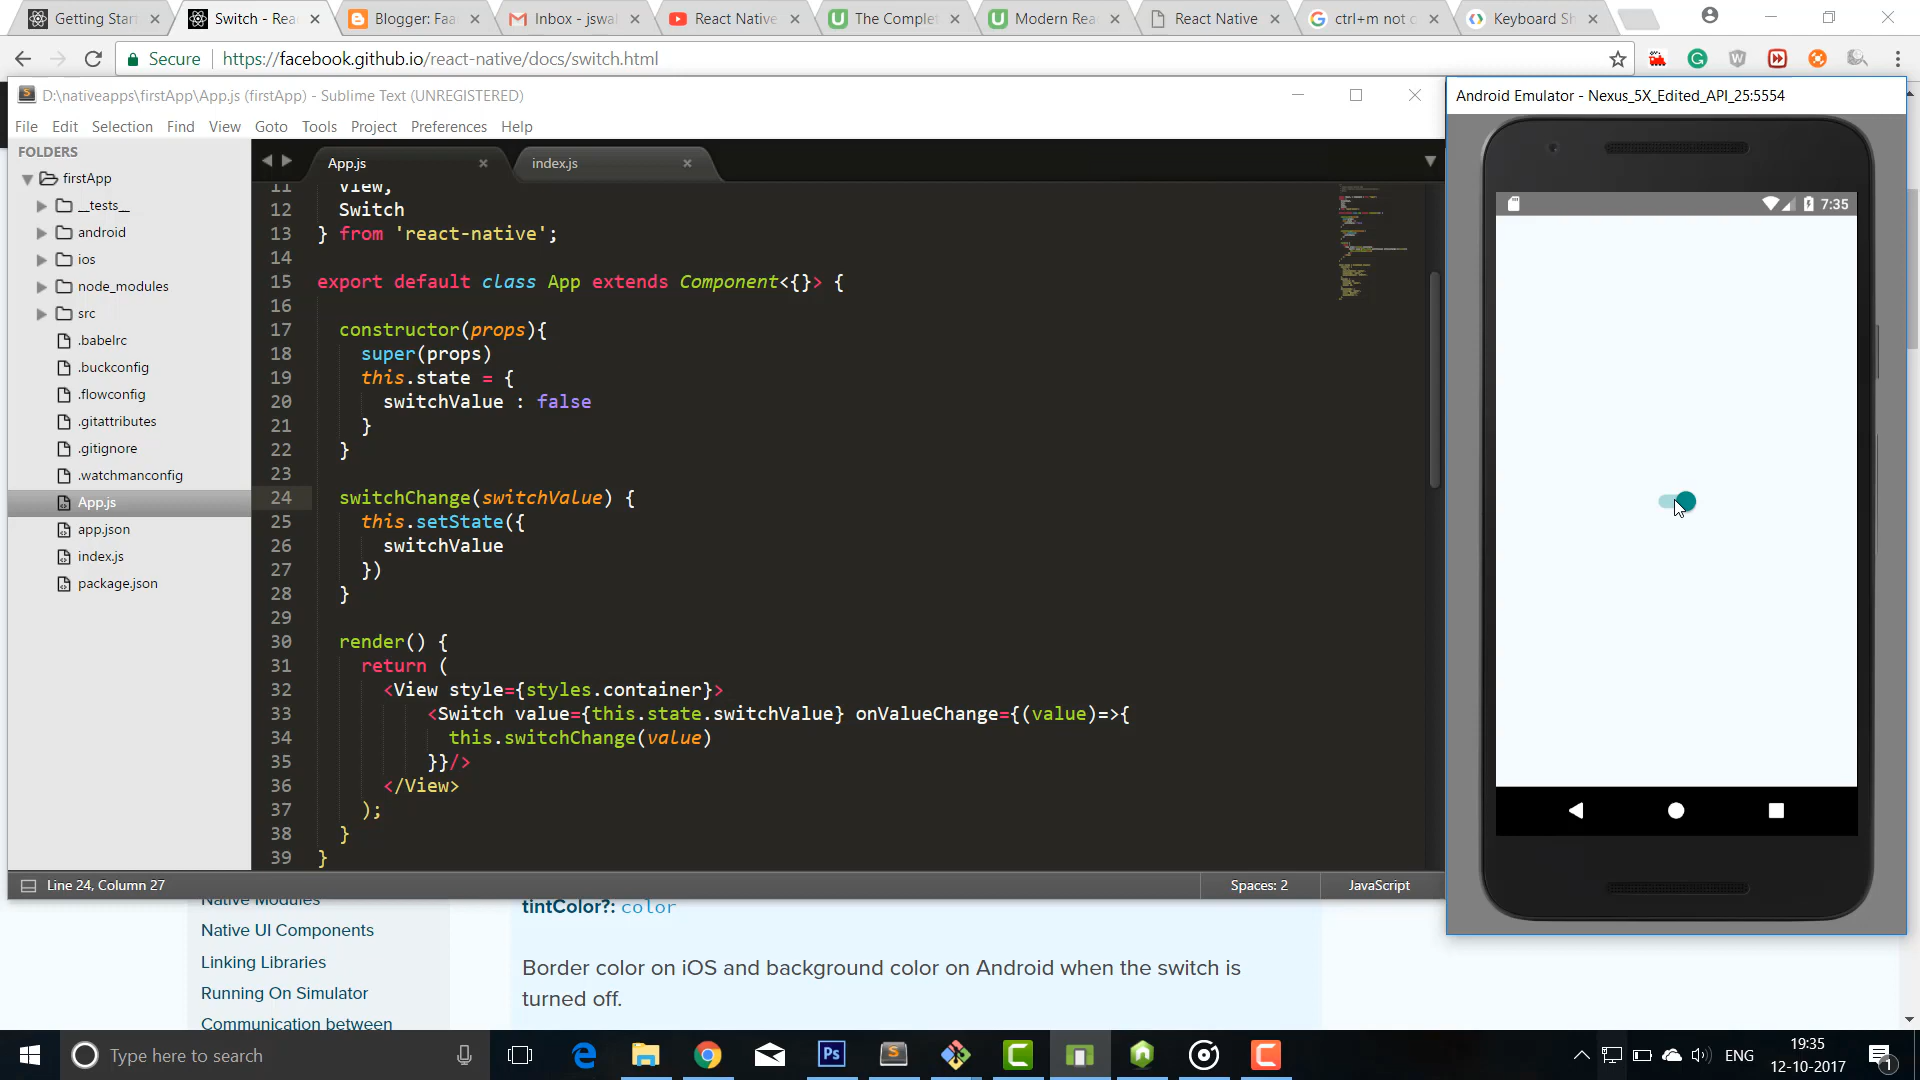 Getting Start
Switch - Rea
Blogger: Faa
Inbox - jswal
React Native
The Complet
Modern Rea
React Native
ctrl+m not o
Keyboard Sh
Secure
https://facebook.github.io/react-native/docs/switch.html
D:\nativeapps\firstApp\App.js (firstApp) - Sublime Text (UNREGISTERED)
File Edit Selection Find View Goto Tools Project Preferences Help
FOLDERS
firstApp
__tests__
android
ios
node_modules
src
.babelrc
.buckconfig
.flowconfig
.gitattributes
.gitignore
.watchmanconfig
App.js
app.json
index.js
package.json
App.js
index.js
11 View,
12 Switch
13 } from 'react-native';
14
15 export default class App extends Component<{}> {
16
17 constructor(props){
18 super(props)
19 this.state = {
20 switchValue : false
21 }
22 }
23
24 switchChange(switchValue) {
25 this.setState({
26 switchValue
27 })
28 }
29
30 render() {
31 return (
32 <View style={styles.container}>
33 <Switch value={this.state.switchValue} onValueChange={(value)=>{
34 this.switchChange(value)
35 }}/>
36 </View>
37 );
38 }
39 }
Line 24, Column 27
Spaces: 2
JavaScript
Android Emulator - Nexus_5X_Edited_API_25:5554
7:35
Native Modules
Native UI Components
Linking Libraries
Running On Simulator
Communication between
tintColor?: color
Border color on iOS and background color on Android when the switch is
turned off.
Type here to search
Ps
ENG
19:35
12-10-2017
1